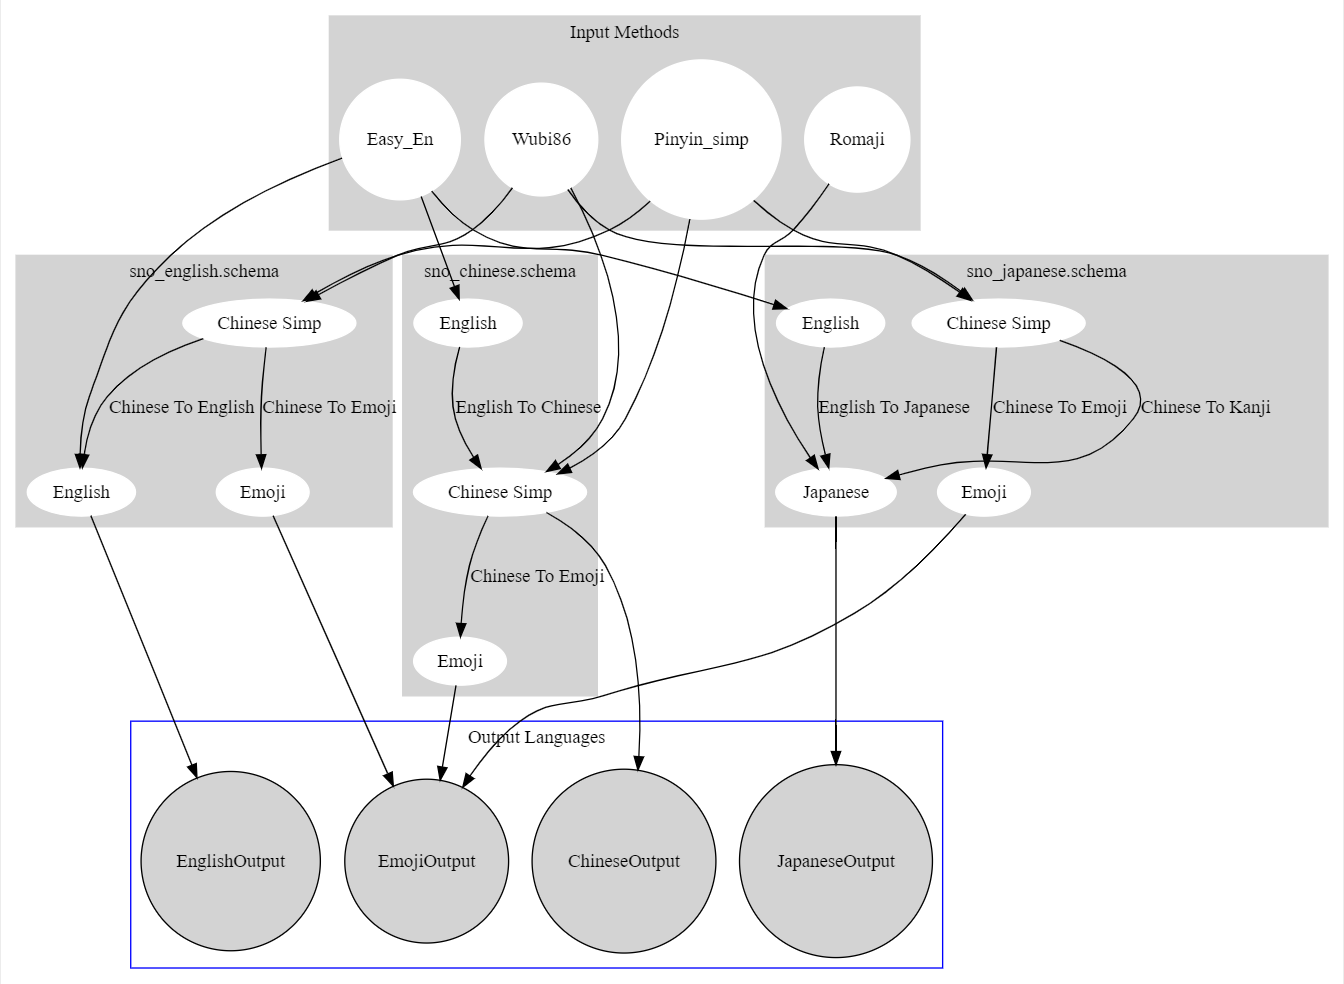 Input Methods
Easy_En
Wubi86
Pinyin_simp
Romaji
sno_english.schema
sno_chinese.schema
sno_japanese.schema
Chinese Simp
English
English
Chinese Simp
Chinese To English
Chinese To Emoji
English To Chinese
English To Japanese
Chinese To Emoji
Chinese To Kanji
English
Emoji
Chinese Simp
Japanese
Emoji
Chinese To Emoji
Emoji
Output Languages
EnglishOutput
EmojiOutput
ChineseOutput
JapaneseOutput